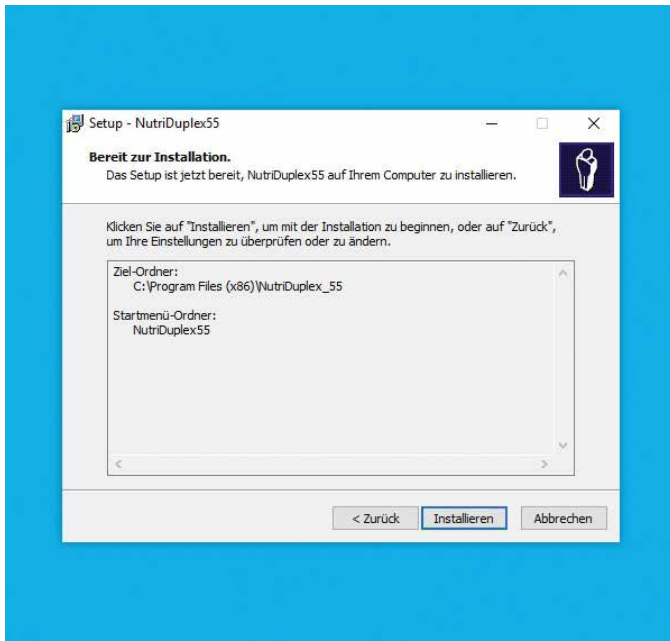 Setup - NutriDuplex55
Bereit zur Installation.
Das Setup ist jetzt bereit, NutriDuplex55 auf Ihrem Computer zu installieren.
Klicken Sie auf "Installieren", um mit der Installation zu beginnen, oder auf "Zurück",
um Ihre Einstellungen zu überprüfen oder zu ändern.
Ziel-Ordner:
C:\Program Files (x86)\NutriDuplex_55
Startmenü-Ordner:
NutriDuplex55
< Zurück Installieren Abbrechen